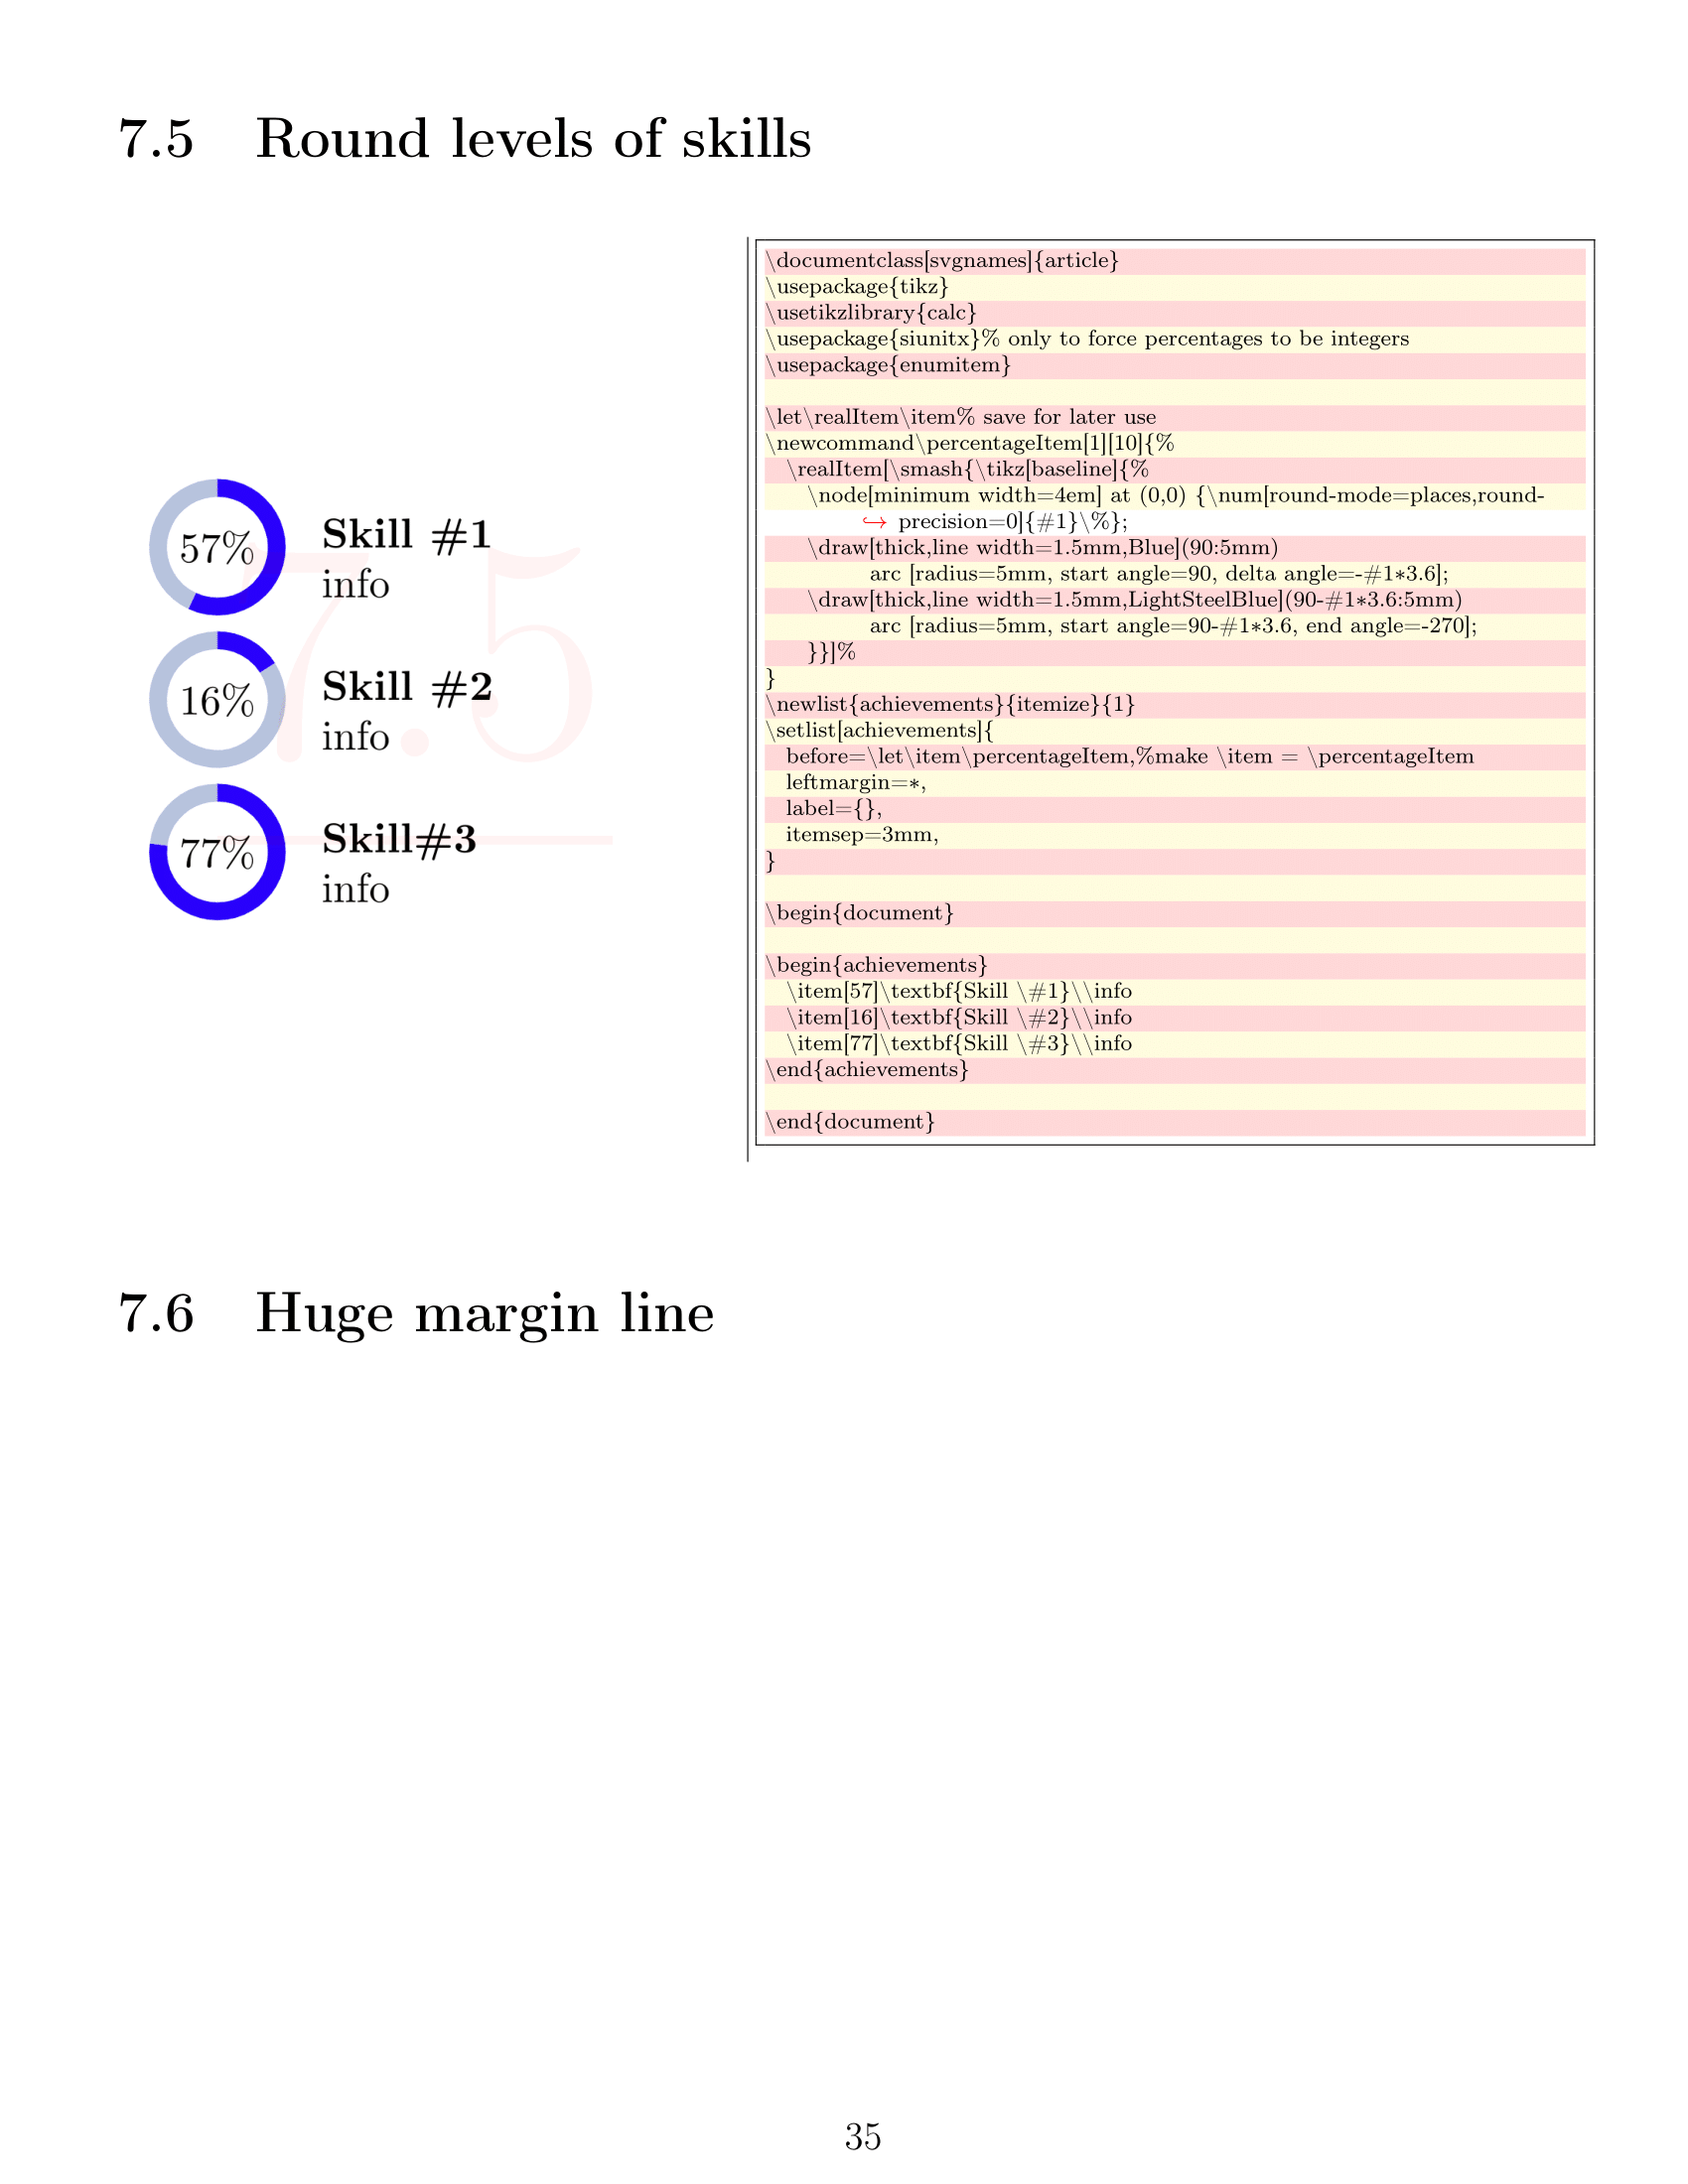 7.5 Round levels of skills
7.5
57%
Skill #1
info
16%
Skill #2
info
77%
Skill#3
info
\documentclass[svgnames]{article}
\usepackage{tikz}
\usetikzlibrary{calc}
\usepackage{siunitx}% only to force percentages to be integers
\usepackage{enumitem}
\let\realItem\item% save for later use
\newcommand\percentageItem[1][10]{%
\realItem[\smash{\tikz[baseline]{%
\node[minimum width=4em] at (0,0) {\num[round-mode=places,round-
↪ precision=0]{#1}\%};
\draw[thick,line width=1.5mm,Blue](90:5mm)
arc [radius=5mm, start angle=90, delta angle=-#1*3.6];
\draw[thick,line width=1.5mm,LightSteelBlue](90-#1*3.6:5mm)
arc [radius=5mm, start angle=90-#1*3.6, end angle=-270];
}}]%
}
\newlist{achievements}{itemize}{1}
\setlist[achievements]{
before=\let\item\percentageItem,%make \item = \percentageItem
leftmargin=*,
label={},
itemsep=3mm,
}
\begin{document}
\begin{achievements}
\item[57]\textbf{Skill \#1}\\info
\item[16]\textbf{Skill \#2}\\info
\item[77]\textbf{Skill \#3}\\info
\end{achievements}
\end{document}
7.6 Huge margin line
35